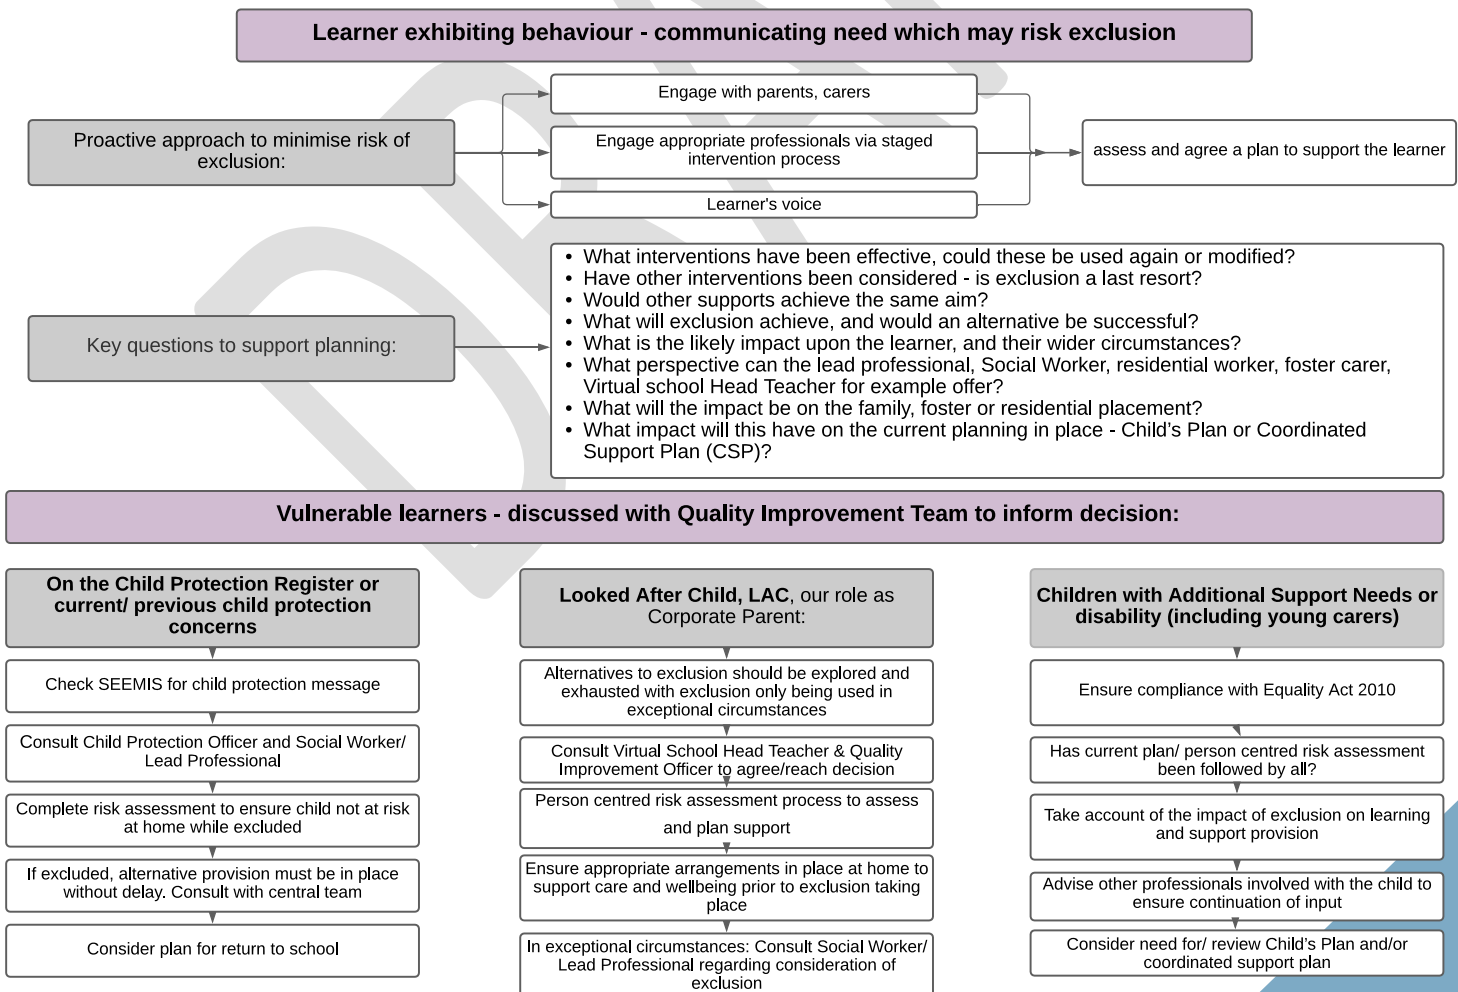 Learner exhibiting behaviour - communicating need which may risk exclusion
Proactive approach to minimise risk of
exclusion:
Engage with parents, carers
Engage appropriate professionals via staged
intervention process
Learner's voice
assess and agree a plan to support the learner
Key questions to support planning:
• What interventions have been effective, could these be used again or modified?
• Have other interventions been considered - is exclusion a last resort?
• Would other supports achieve the same aim?
• What will exclusion achieve, and would an alternative be successful?
• What is the likely impact upon the learner, and their wider circumstances?
• What perspective can the lead professional, Social Worker, residential worker, foster carer,
Virtual school Head Teacher for example offer?
• What will the impact be on the family, foster or residential placement?
• What impact will this have on the current planning in place - Child’s Plan or Coordinated
Support Plan (CSP)?
Vulnerable learners - discussed with Quality Improvement Team to inform decision:
On the Child Protection Register or
current/ previous child protection
concerns
Check SEEMIS for child protection message
Consult Child Protection Officer and Social Worker/
Lead Professional
Complete risk assessment to ensure child not at risk
at home while excluded
If excluded, alternative provision must be in place
without delay. Consult with central team
Consider plan for return to school
Looked After Child, LAC, our role as
Corporate Parent:
Alternatives to exclusion should be explored and
exhausted with exclusion only being used in
exceptional circumstances
Consult Virtual School Head Teacher & Quality
Improvement Officer to agree/reach decision
Person centred risk assessment process to assess
and plan support
Ensure appropriate arrangements in place at home to
support care and wellbeing prior to exclusion taking
place
In exceptional circumstances: Consult Social Worker/
Lead Professional regarding consideration of
exclusion
Children with Additional Support Needs or
disability (including young carers)
Ensure compliance with Equality Act 2010
Has current plan/ person centred risk assessment
been followed by all?
Take account of the impact of exclusion on learning
and support provision
Advise other professionals involved with the child to
ensure continuation of input
Consider need for/ review Child’s Plan and/or
coordinated support plan